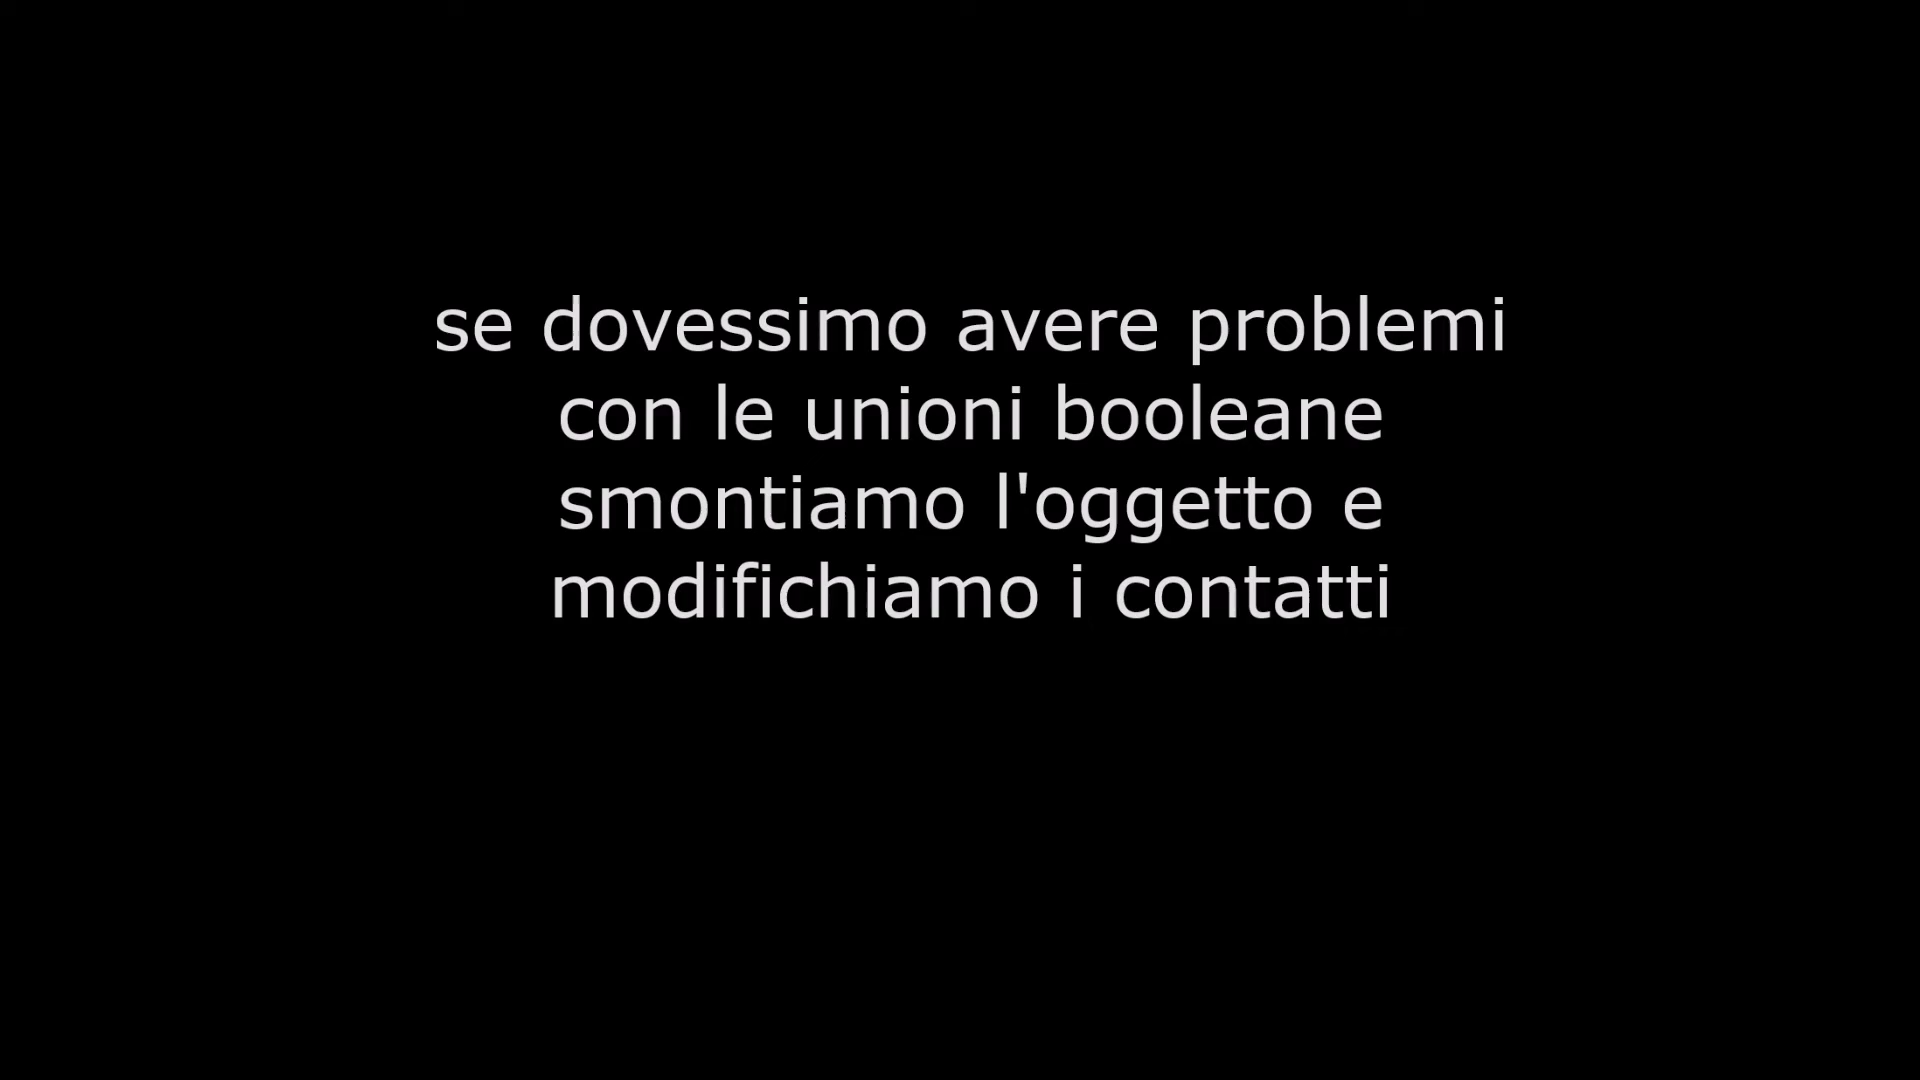 se dovessimo avere problemi
con le unioni booleane
smontiamo l'oggetto e
modifichiamo i contatti